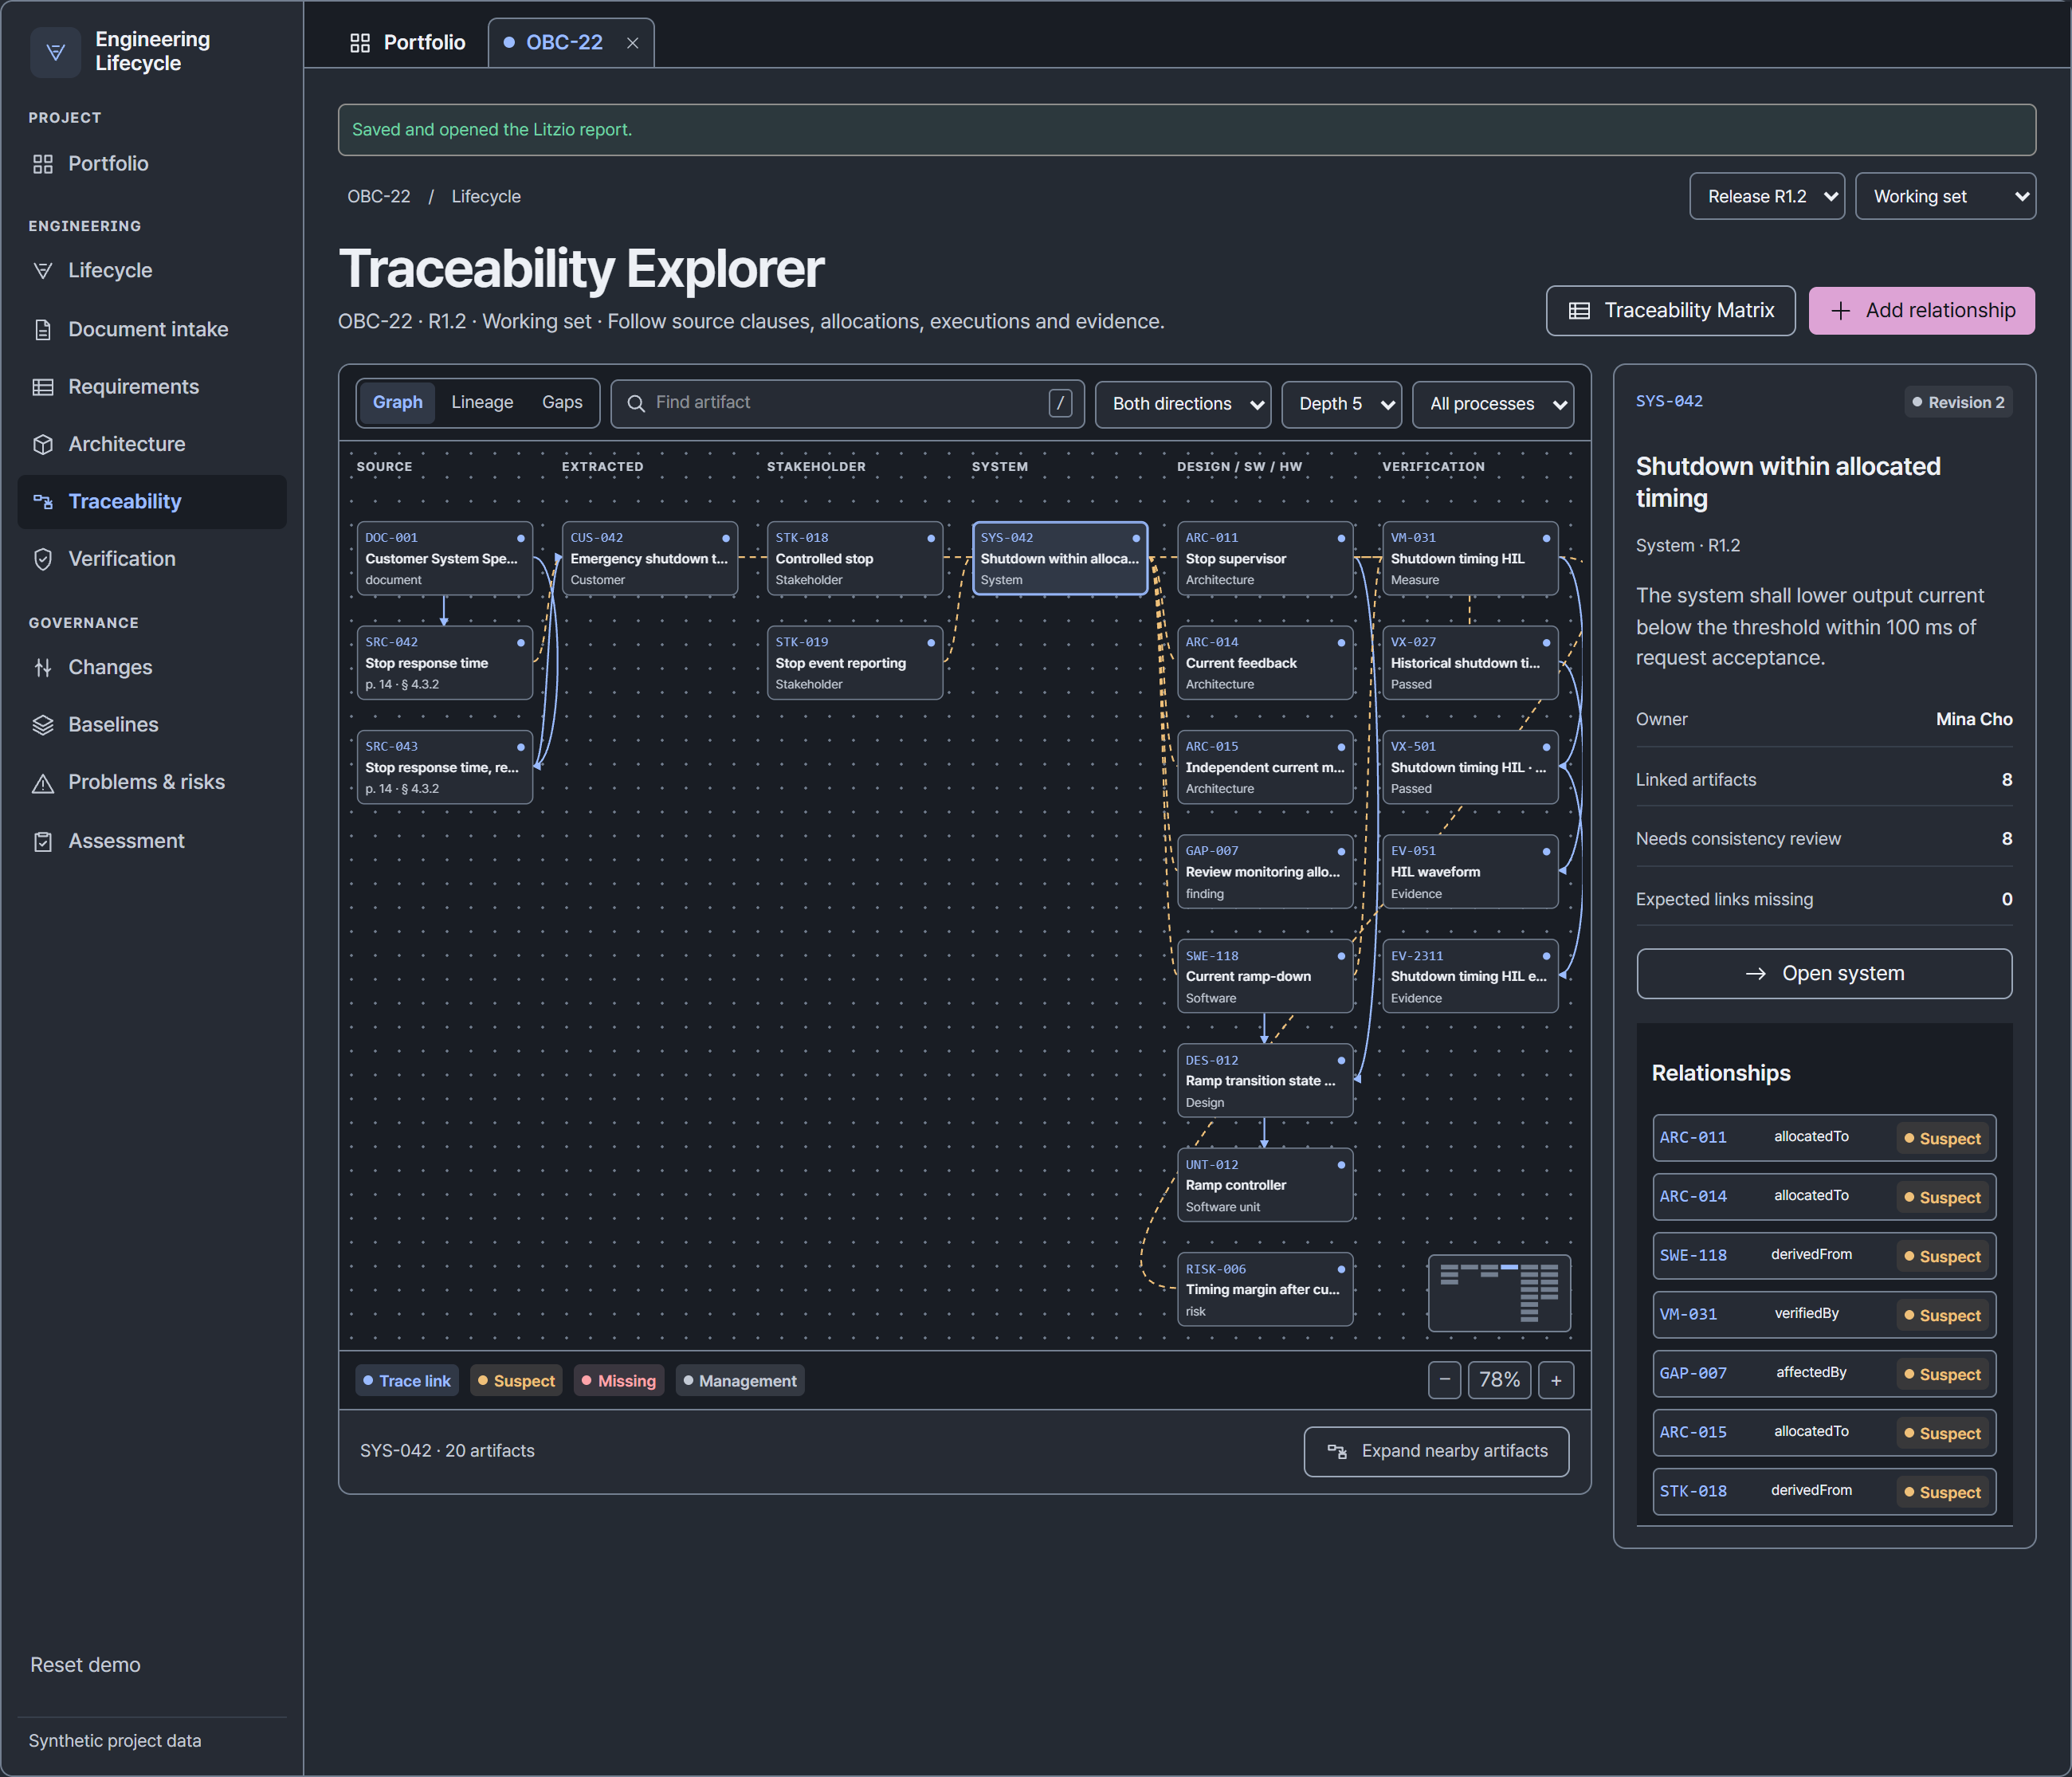 Engineering
Lifecycle
PROJECT
Portfolio
ENGINEERING
Lifecycle
Document intake
Requirements
Architecture
Traceability
Verification
GOVERNANCE
Changes
Baselines
Problems & risks
Assessment
Reset demo
Synthetic project data
Portfolio
OBC-22
Saved and opened the Litzio report.
OBC-22 / Lifecycle
Release R1.2
Working set
Traceability Explorer
OBC-22 · R1.2 · Working set · Follow source clauses, allocations, executions and evidence.
Traceability Matrix
+ Add relationship
Graph Lineage Gaps
Find artifact
/
Both directions
Depth 5
All processes
SOURCE
EXTRACTED
STAKEHOLDER
SYSTEM
DESIGN / SW / HW
VERIFICATION
DOC-001
Customer System Spe...
document
SRC-042
Stop response time
p. 14 · § 4.3.2
SRC-043
Stop response time, re...
p. 14 · § 4.3.2
CUS-042
Emergency shutdown t...
Customer
STK-018
Controlled stop
Stakeholder
STK-019
Stop event reporting
Stakeholder
SYS-042
Shutdown within alloca...
System
ARC-011
Stop supervisor
Architecture
ARC-014
Current feedback
Architecture
ARC-015
Independent current m...
Architecture
GAP-007
Review monitoring allo...
finding
SWE-118
Current ramp-down
Software
DES-012
Ramp transition state ...
Design
UNT-012
Ramp controller
Software unit
RISK-006
Timing margin after cu...
risk
VM-031
Shutdown timing HIL
Measure
VX-027
Historical shutdown ti...
Passed
VX-501
Shutdown timing HIL · ...
Passed
EV-051
HIL waveform
Evidence
EV-2311
Shutdown timing HIL e...
Evidence
Trace link
Suspect
Missing
Management
− 78% +
SYS-042 · 20 artifacts
Expand nearby artifacts
SYS-042
Revision 2
Shutdown within allocated
timing
System · R1.2
The system shall lower output current
below the threshold within 100 ms of
request acceptance.
Owner Mina Cho
Linked artifacts 8
Needs consistency review 8
Expected links missing 0
Open system
Relationships
ARC-011 allocatedTo Suspect
ARC-014 allocatedTo Suspect
SWE-118 derivedFrom Suspect
VM-031 verifiedBy Suspect
GAP-007 affectedBy Suspect
ARC-015 allocatedTo Suspect
STK-018 derivedFrom Suspect